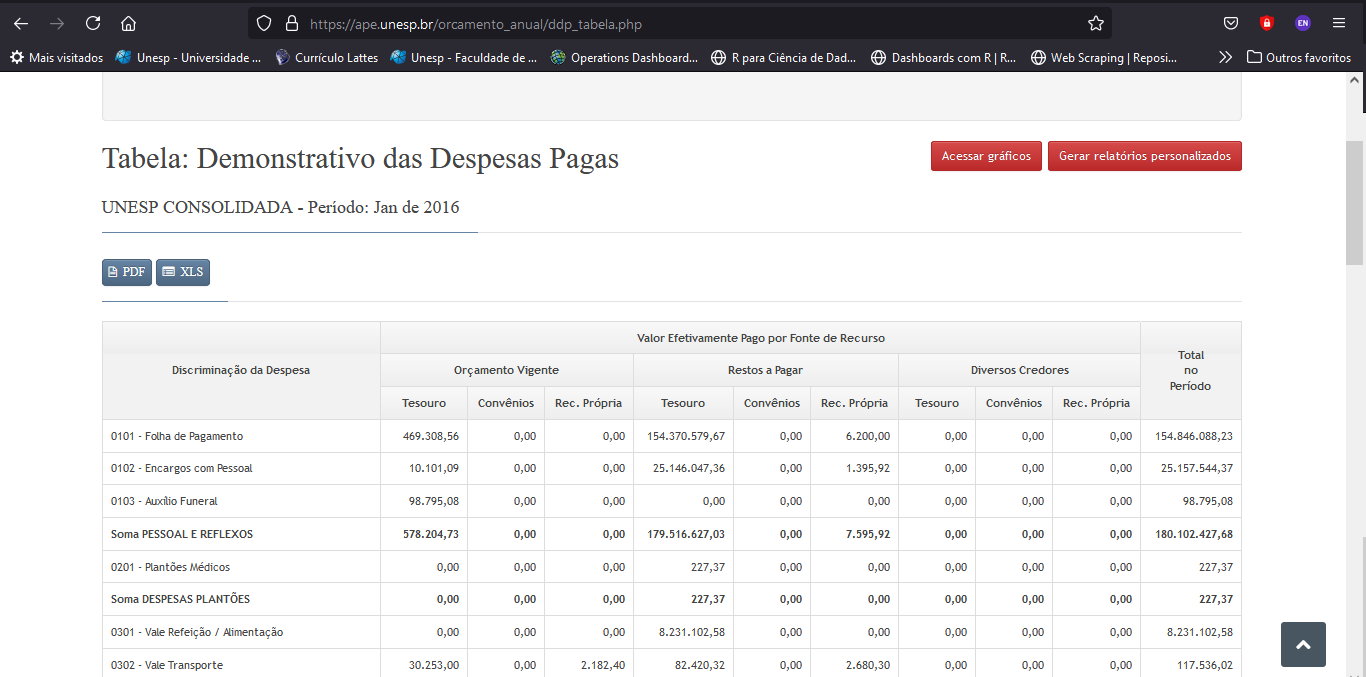 https://ape.unesp.br/orcamento_anual/ddp_tabela.php
EN
Mais visitados Unesp - Universidade ... Currículo Lattes Unesp - Faculdade de ... Operations Dashboard... R para Ciência de Dad... Dashboards com R | R... Web Scraping | Reposi... Outros favoritos
Tabela: Demonstrativo das Despesas Pagas
Acessar gráficos Gerar relatórios personalizados
UNESP CONSOLIDADA - Período: Jan de 2016
PDF XLS
Discriminação da Despesa Valor Efetivamente Pago por Fonte de Recurso Total no Período
Orçamento Vigente Restos a Pagar Diversos Credores
Tesouro Convênios Rec. Própria Tesouro Convênios Rec. Própria Tesouro Convênios Rec. Própria
0101 - Folha de Pagamento 469.308,56 0,00 0,00 154.370.579,67 0,00 6.200,00 0,00 0,00 0,00 154.846.088,23
0102 - Encargos com Pessoal 10.101,09 0,00 0,00 25.146.047,36 0,00 1.395,92 0,00 0,00 0,00 25.157.544,37
0103 - Auxílio Funeral 98.795,08 0,00 0,00 0,00 0,00 0,00 0,00 0,00 0,00 98.795,08
Soma PESSOAL E REFLEXOS 578.204,73 0,00 0,00 179.516.627,03 0,00 7.595,92 0,00 0,00 0,00 180.102.427,68
0201 - Plantões Médicos 0,00 0,00 0,00 227,37 0,00 0,00 0,00 0,00 0,00 227,37
Soma DESPESAS PLANTÕES 0,00 0,00 0,00 227,37 0,00 0,00 0,00 0,00 0,00 227,37
0301 - Vale Refeição / Alimentação 0,00 0,00 0,00 8.231.102,58 0,00 0,00 0,00 0,00 0,00 8.231.102,58
0302 - Vale Transporte 30.253,00 0,00 2.182,40 82.420,32 0,00 2.680,30 0,00 0,00 0,00 117.536,02